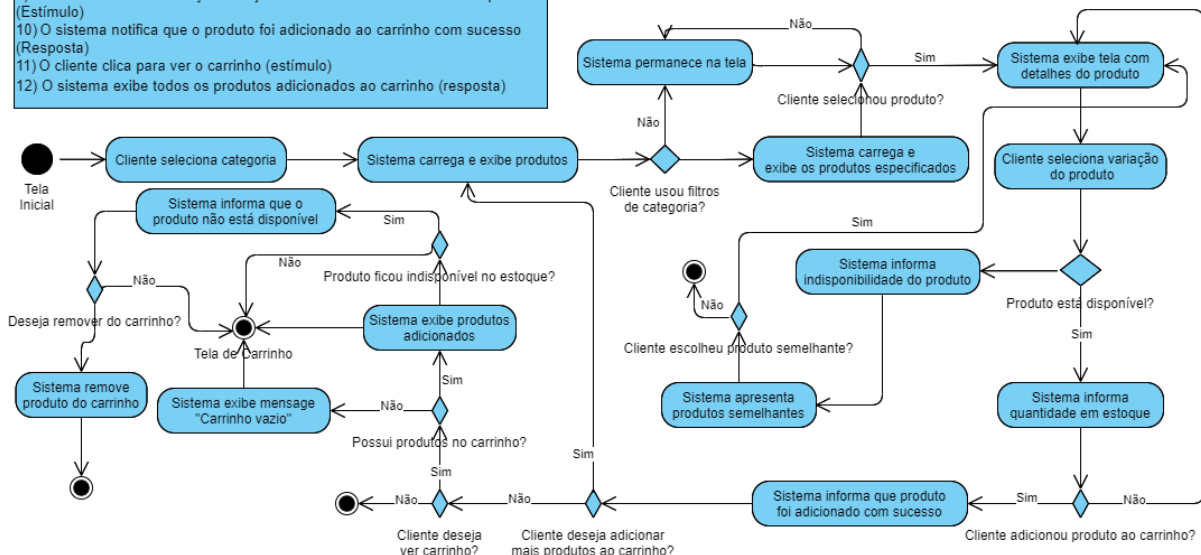 (Estímulo)
10) O sistema notifica que o produto foi adicionado ao carrinho com sucesso
(Resposta)
11) O cliente clica para ver o carrinho (estímulo)
12) O sistema exibe todos os produtos adicionados ao carrinho (resposta)
Não
Sistema permanece na tela
Sim
Sistema exibe tela com
detalhes do produto
Cliente selecionou produto?
Não
Tela
Inicial
Cliente seleciona categoria
Sistema carrega e exibe produtos
Cliente usou filtros
de categoria?
Sistema carrega e
exibe os produtos especificados
Cliente seleciona variação
do produto
Sistema informa que o
produto não está disponível
Sim
Sim
Não
Produto ficou indisponível no estoque?
Não
Deseja remover do carrinho?
Sistema informa
indisponibilidade do produto
Produto está disponível?
Não
Sistema exibe produtos
adicionados
Tela de Carrinho
Cliente escolheu produto semelhante?
Sim
Sistema remove
produto do carrinho
Sistema exibe mensage
"Carrinho vazio"
Não
Sim
Possui produtos no carrinho?
Sistema apresenta
produtos semelhantes
Sistema informa
quantidade em estoque
Sim
Sim
Não
Cliente deseja
ver carrinho?
Não
Cliente deseja adicionar
mais produtos ao carrinho?
Sistema informa que produto
foi adicionado com sucesso
Sim
Não
Cliente adicionou produto ao carrinho?